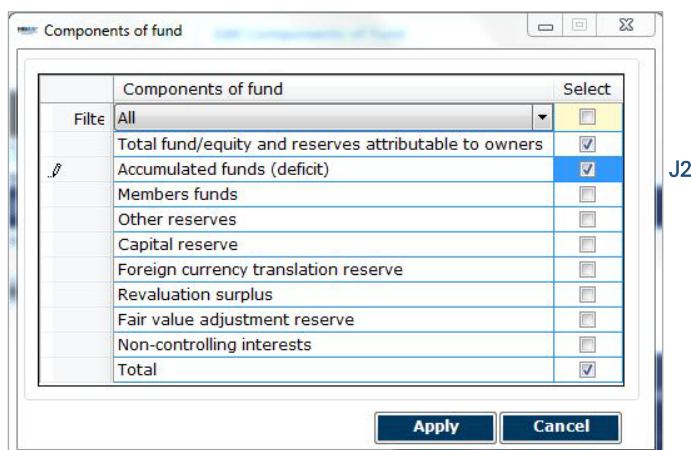 Components of fund
Components of fund Select
Filte All
Total fund/equity and reserves attributable to owners
Accumulated funds (deficit) J2
Members funds
Other reserves
Capital reserve
Foreign currency translation reserve
Revaluation surplus
Fair value adjustment reserve
Non-controlling interests
Total
Apply Cancel